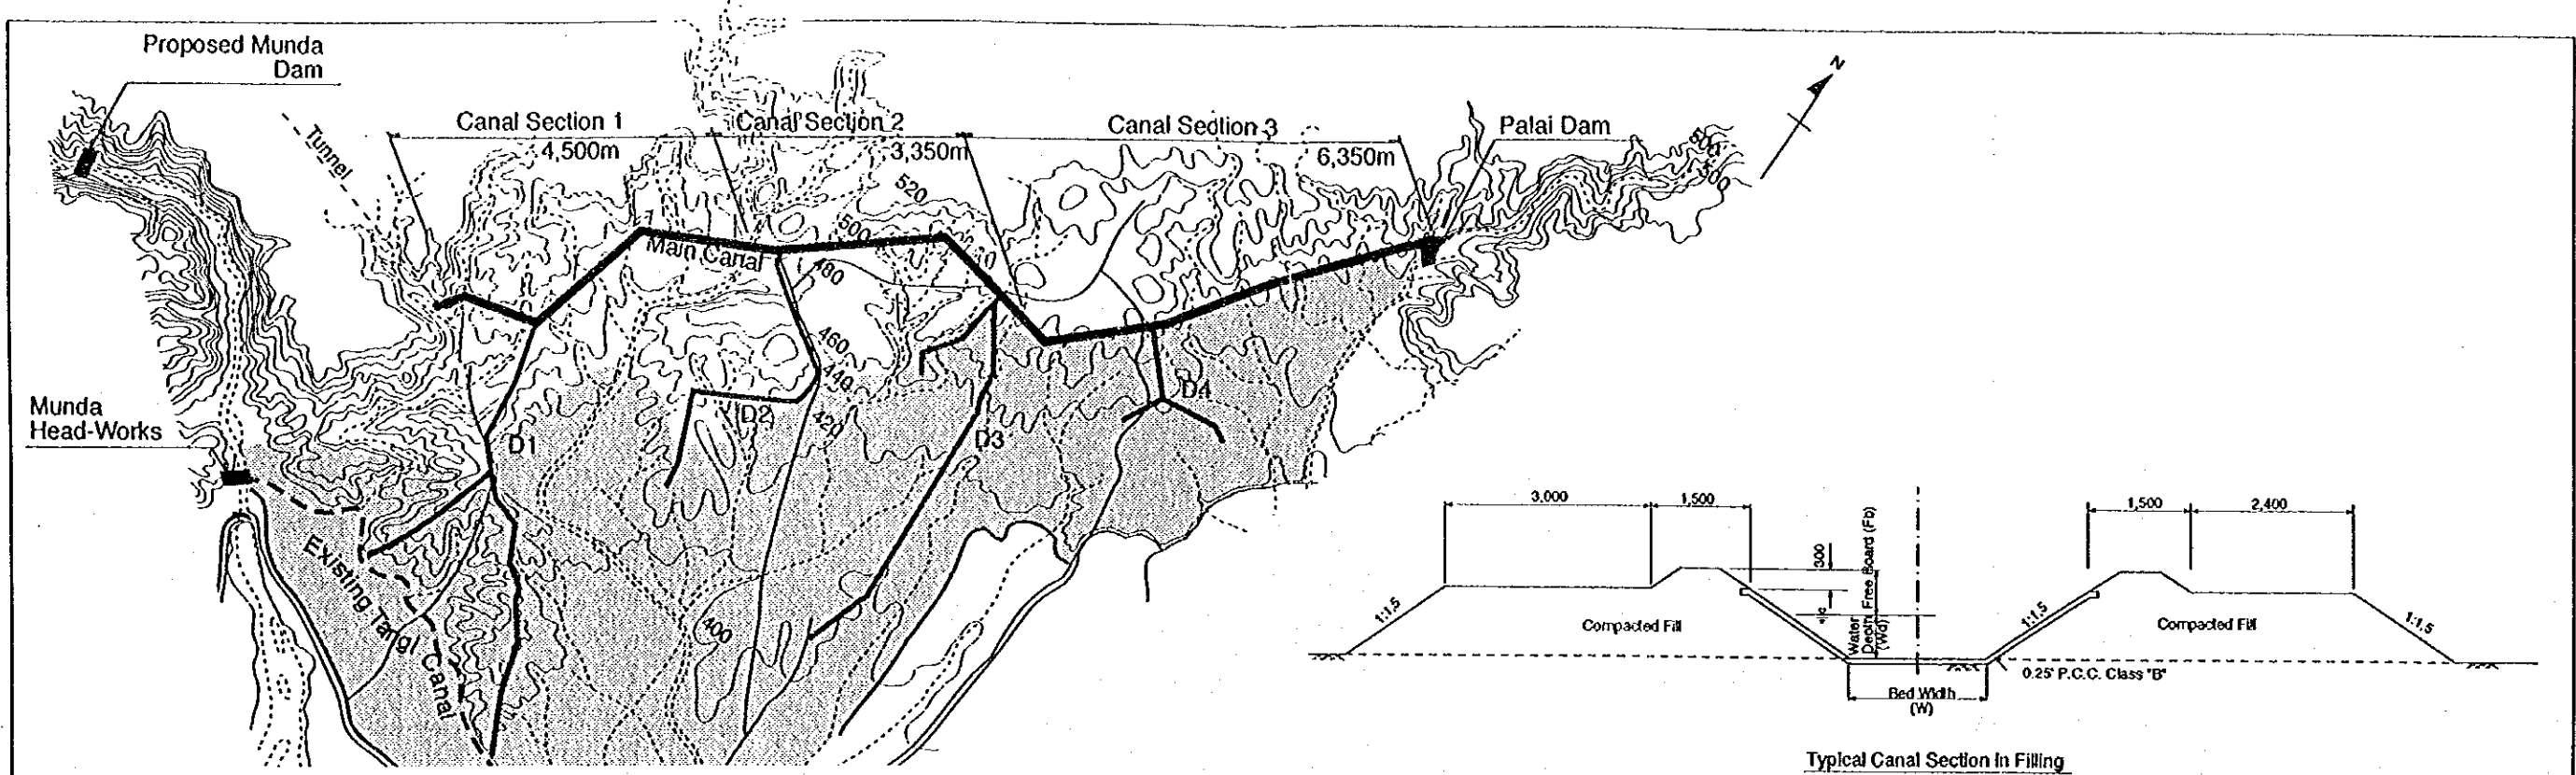 Proposed Munda
Dam
N
Tunnel
Canal Section 1
4,500m
Canal Section 2
3,350m
Canal Section 3
6,350m
Palai Dam
500
500
520
500
Main Canal
480
460
440
420
400
D1
D2
D3
D4
Munda
Head-Works
Existing Tangi Canal
3,000
1,500
1,500
2,400
300
Free Board (Fb)
Water
Depth
(Wd)
1:1.5
Compacted Fill
1:1.5
Compacted Fill
1:1.5
0.25' P.C.C. Class "B"
Bed Width
(W)
Typical Canal Section in Filling